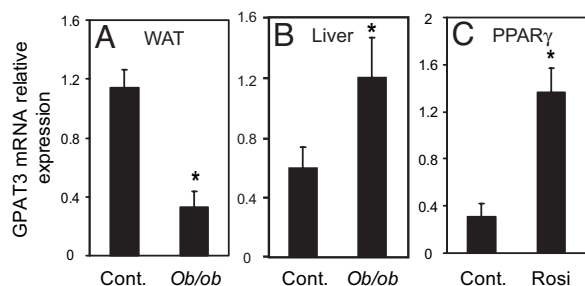 A WAT
B Liver
C PPARγ
GPAT3 mRNA relative
expression
1.6
1.2
0.8
0.4
0
*
Cont. Ob/ob
1.6
1.2
0.8
0.4
0
*
Cont. Ob/ob
2
1.6
1.2
0.8
0.4
0
*
Cont. Rosi